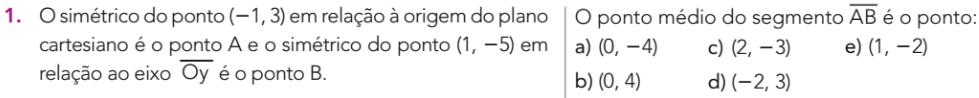 1. O simétrico do ponto (−1, 3) em relação à origem do plano
cartesiano é o ponto A e o simétrico do ponto (1, −5) em
relação ao eixo Oy é o ponto B.
O ponto médio do segmento AB é o ponto:
a) (0, −4) c) (2, −3) e) (1, −2)
b) (0, 4) d) (−2, 3)